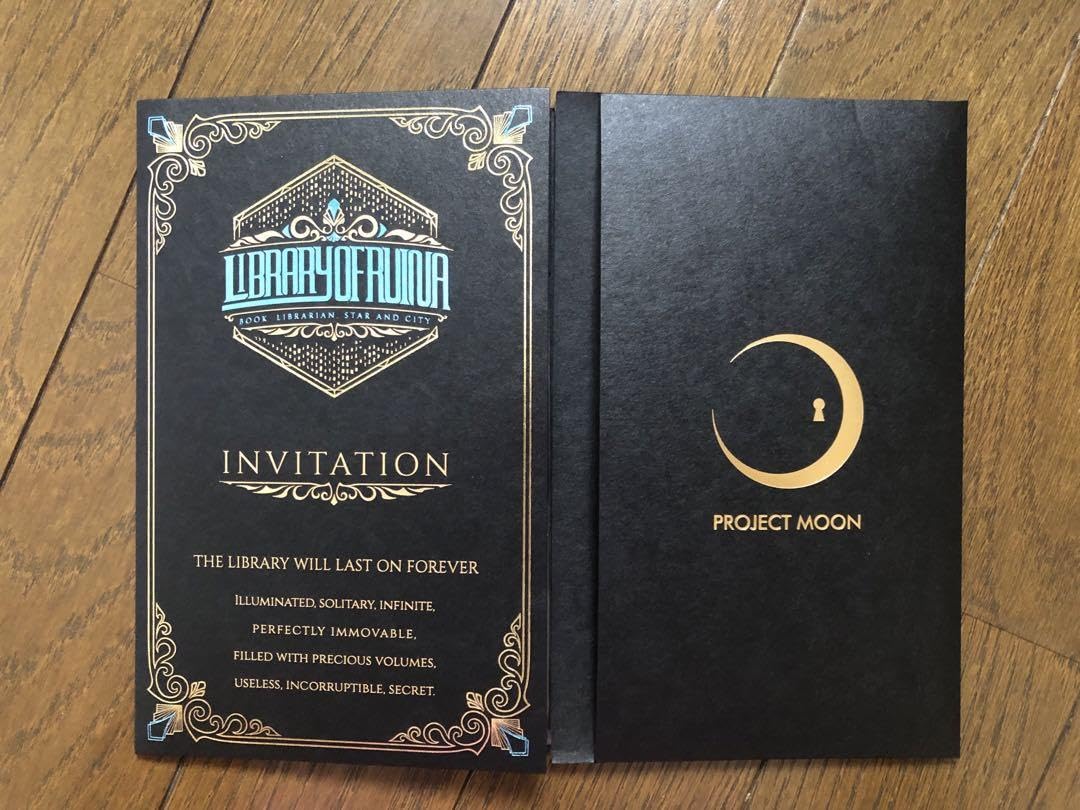 LIBRARY OF RUINA
BOOK LIBRARIAN STAR AND CITY
INVITATION
THE LIBRARY WILL LAST ON FOREVER
ILLUMINATED, SOLITARY, INFINITE,
PERFECTLY IMMOVABLE,
FILLED WITH PRECIOUS VOLUMES,
USELESS, INCORRUPTIBLE, SECRET.
PROJECT MOON